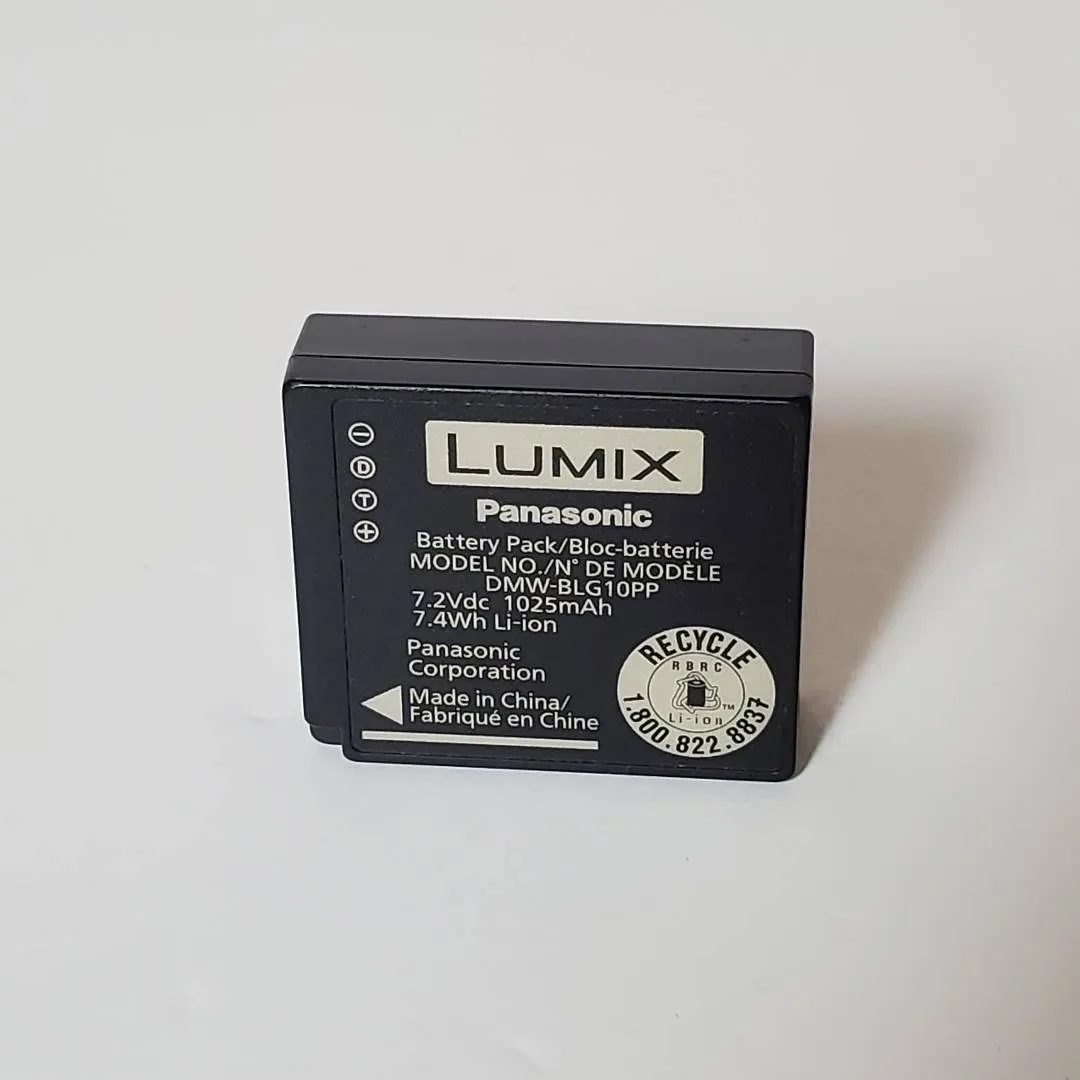 LUMIX
Panasonic
Battery Pack/Bloc-batterie
MODEL NO./N° DE MODÈLE
DMW-BLG10PP
7.2Vdc 1025mAh
7.4Wh Li-ion
Panasonic
Corporation
Made in China/
Fabriqué en Chine
D
T
RECYCLE
RBRC
TM
Li-ion
1.800.822.8837